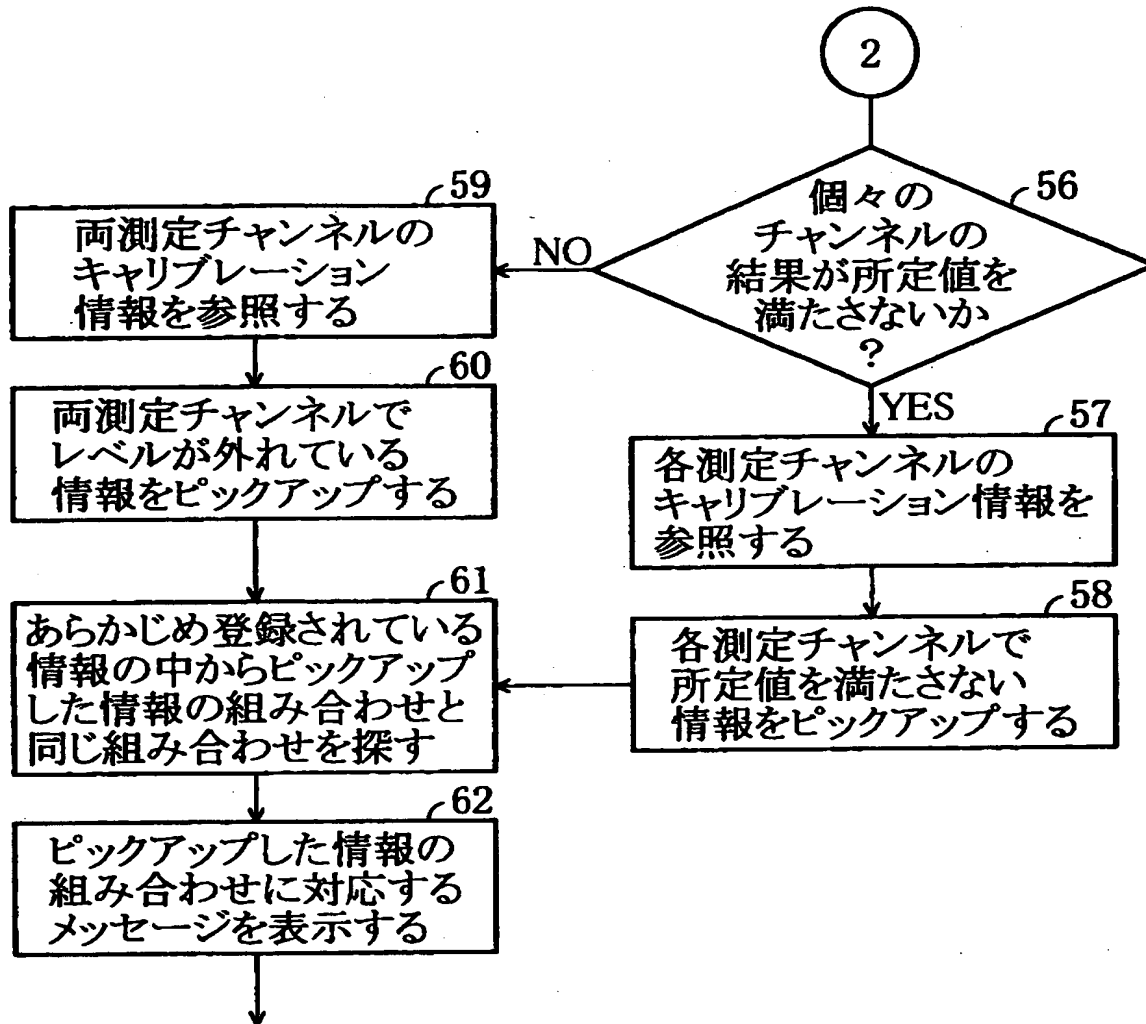 2
56
個々の
チャンネルの
結果が所定値を
満たさないか
?
NO
YES
59
両測定チャンネルの
キャリブレーション
情報を参照する
60
両測定チャンネルで
レベルが外れている
情報をピックアップする
57
各測定チャンネルの
キャリブレーション情報を
参照する
58
各測定チャンネルで
所定値を満たさない
情報をピックアップする
61
あらかじめ登録されている
情報の中からピックアップ
した情報の組み合わせと
同じ組み合わせを探す
62
ピックアップした情報の
組み合わせに対応する
メッセージを表示する